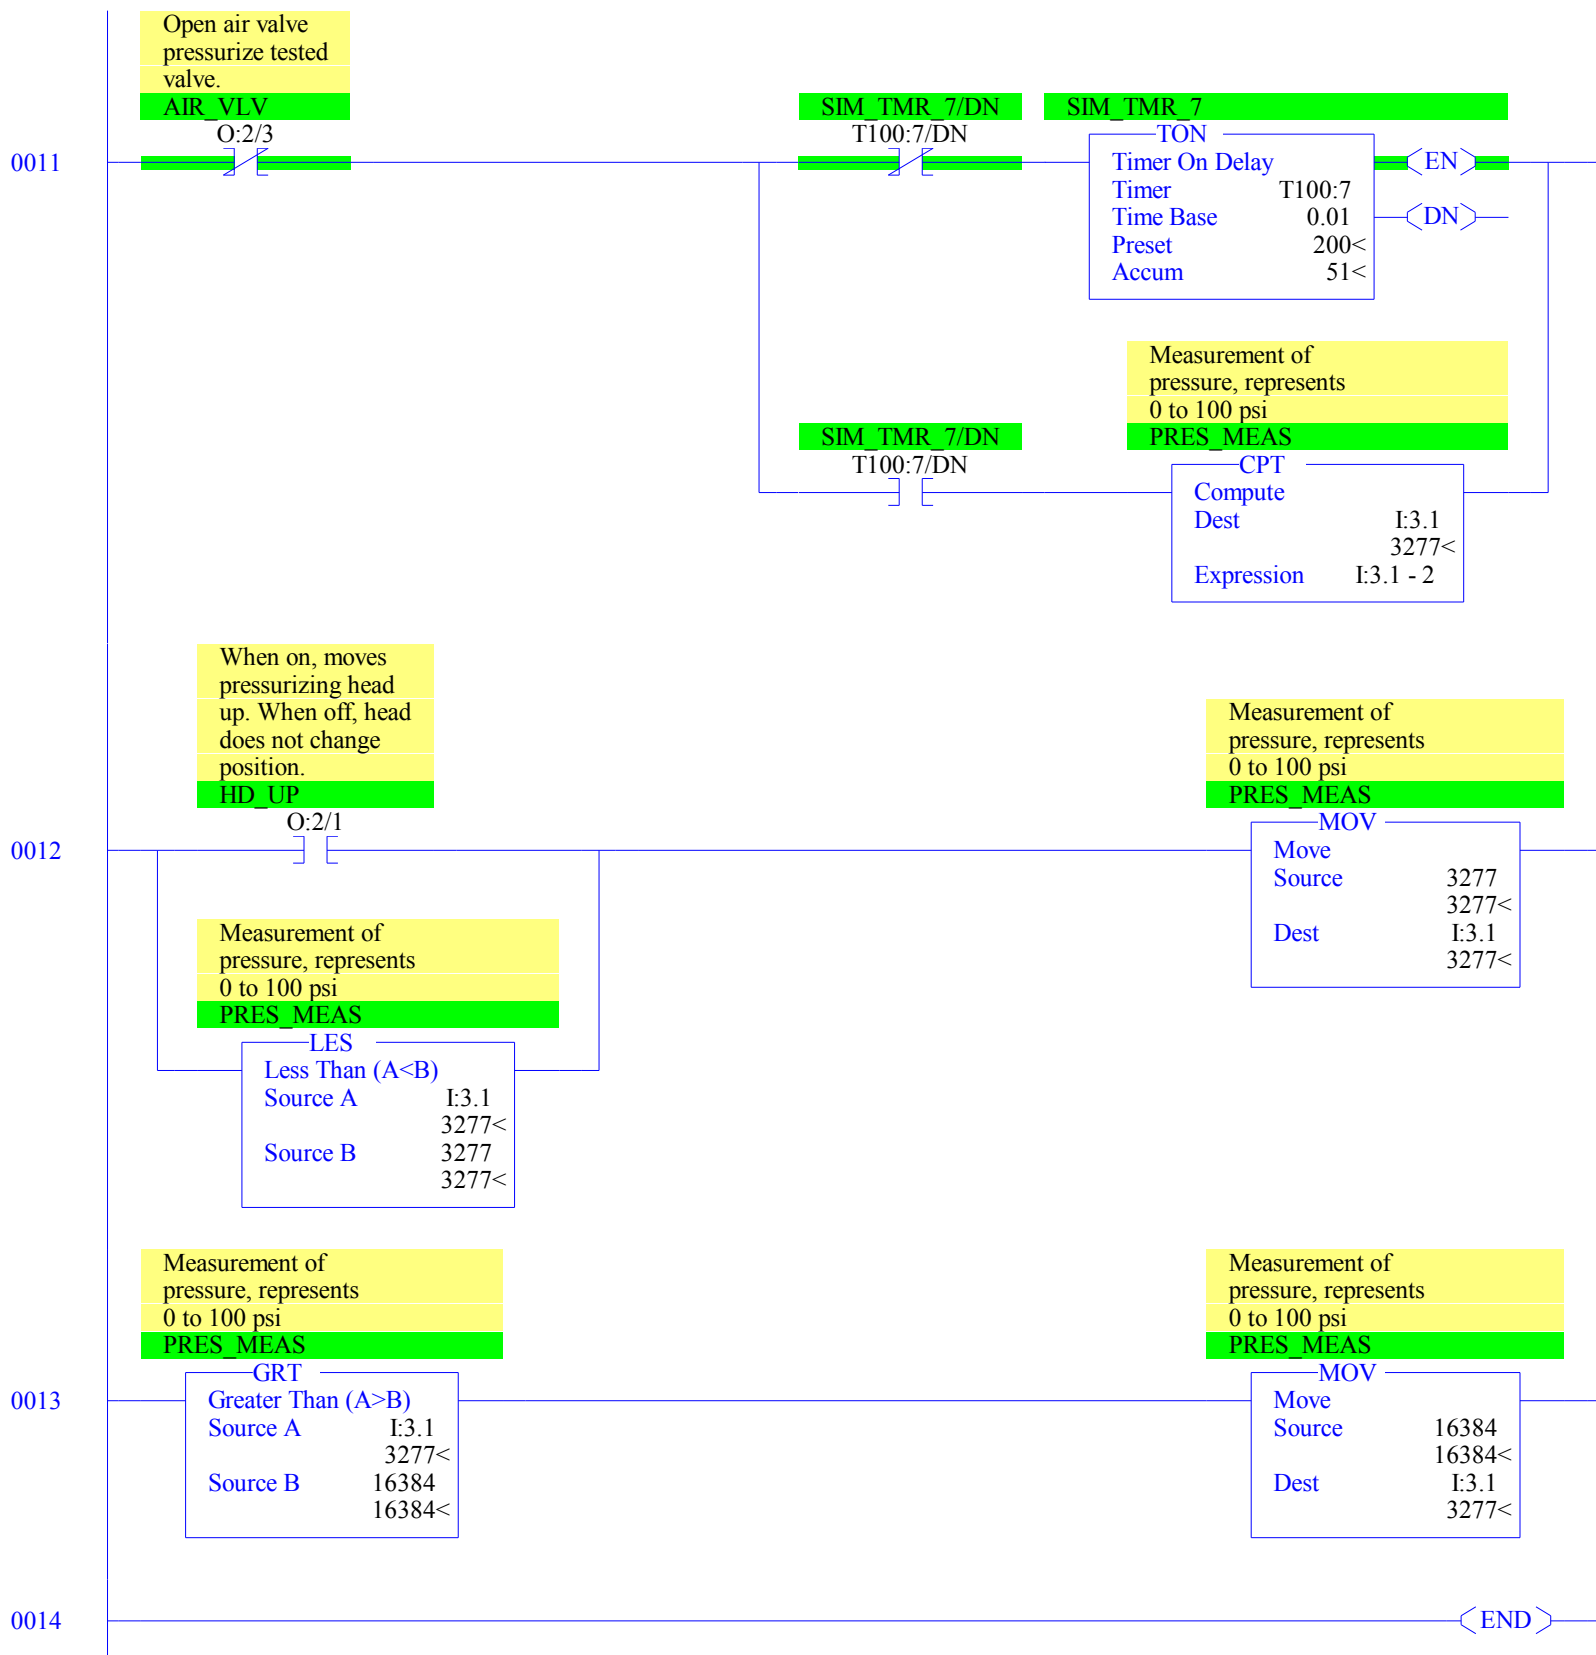 Open air valve
pressurize tested
valve.
AIR_VLV
O:2/3
SIM_TMR_7/DN
T100:7/DN
SIM_TMR_7
TON
0011
Timer On Delay
EN
Timer T100:7
Time Base 0.01
DN
Preset 200<
Accum 51<
Measurement of
pressure, represents
0 to 100 psi
SIM_TMR_7/DN
PRES_MEAS
T100:7/DN
CPT
Compute
Dest I:3.1
3277<
Expression I:3.1 - 2
When on, moves
pressurizing head
up. When off, head
does not change
position.
HD_UP
O:2/1
Measurement of
pressure, represents
0 to 100 psi
PRES_MEAS
MOV
0012
Move
Source 3277
3277<
Dest I:3.1
3277<
Measurement of
pressure, represents
0 to 100 psi
PRES_MEAS
LES
Less Than (A<B)
Source A I:3.1
3277<
Source B 3277
3277<
Measurement of
pressure, represents
0 to 100 psi
PRES_MEAS
GRT
0013
Greater Than (A>B)
Source A I:3.1
3277<
Source B 16384
16384<
Measurement of
pressure, represents
0 to 100 psi
PRES_MEAS
MOV
Move
Source 16384
16384<
Dest I:3.1
3277<
0014
END